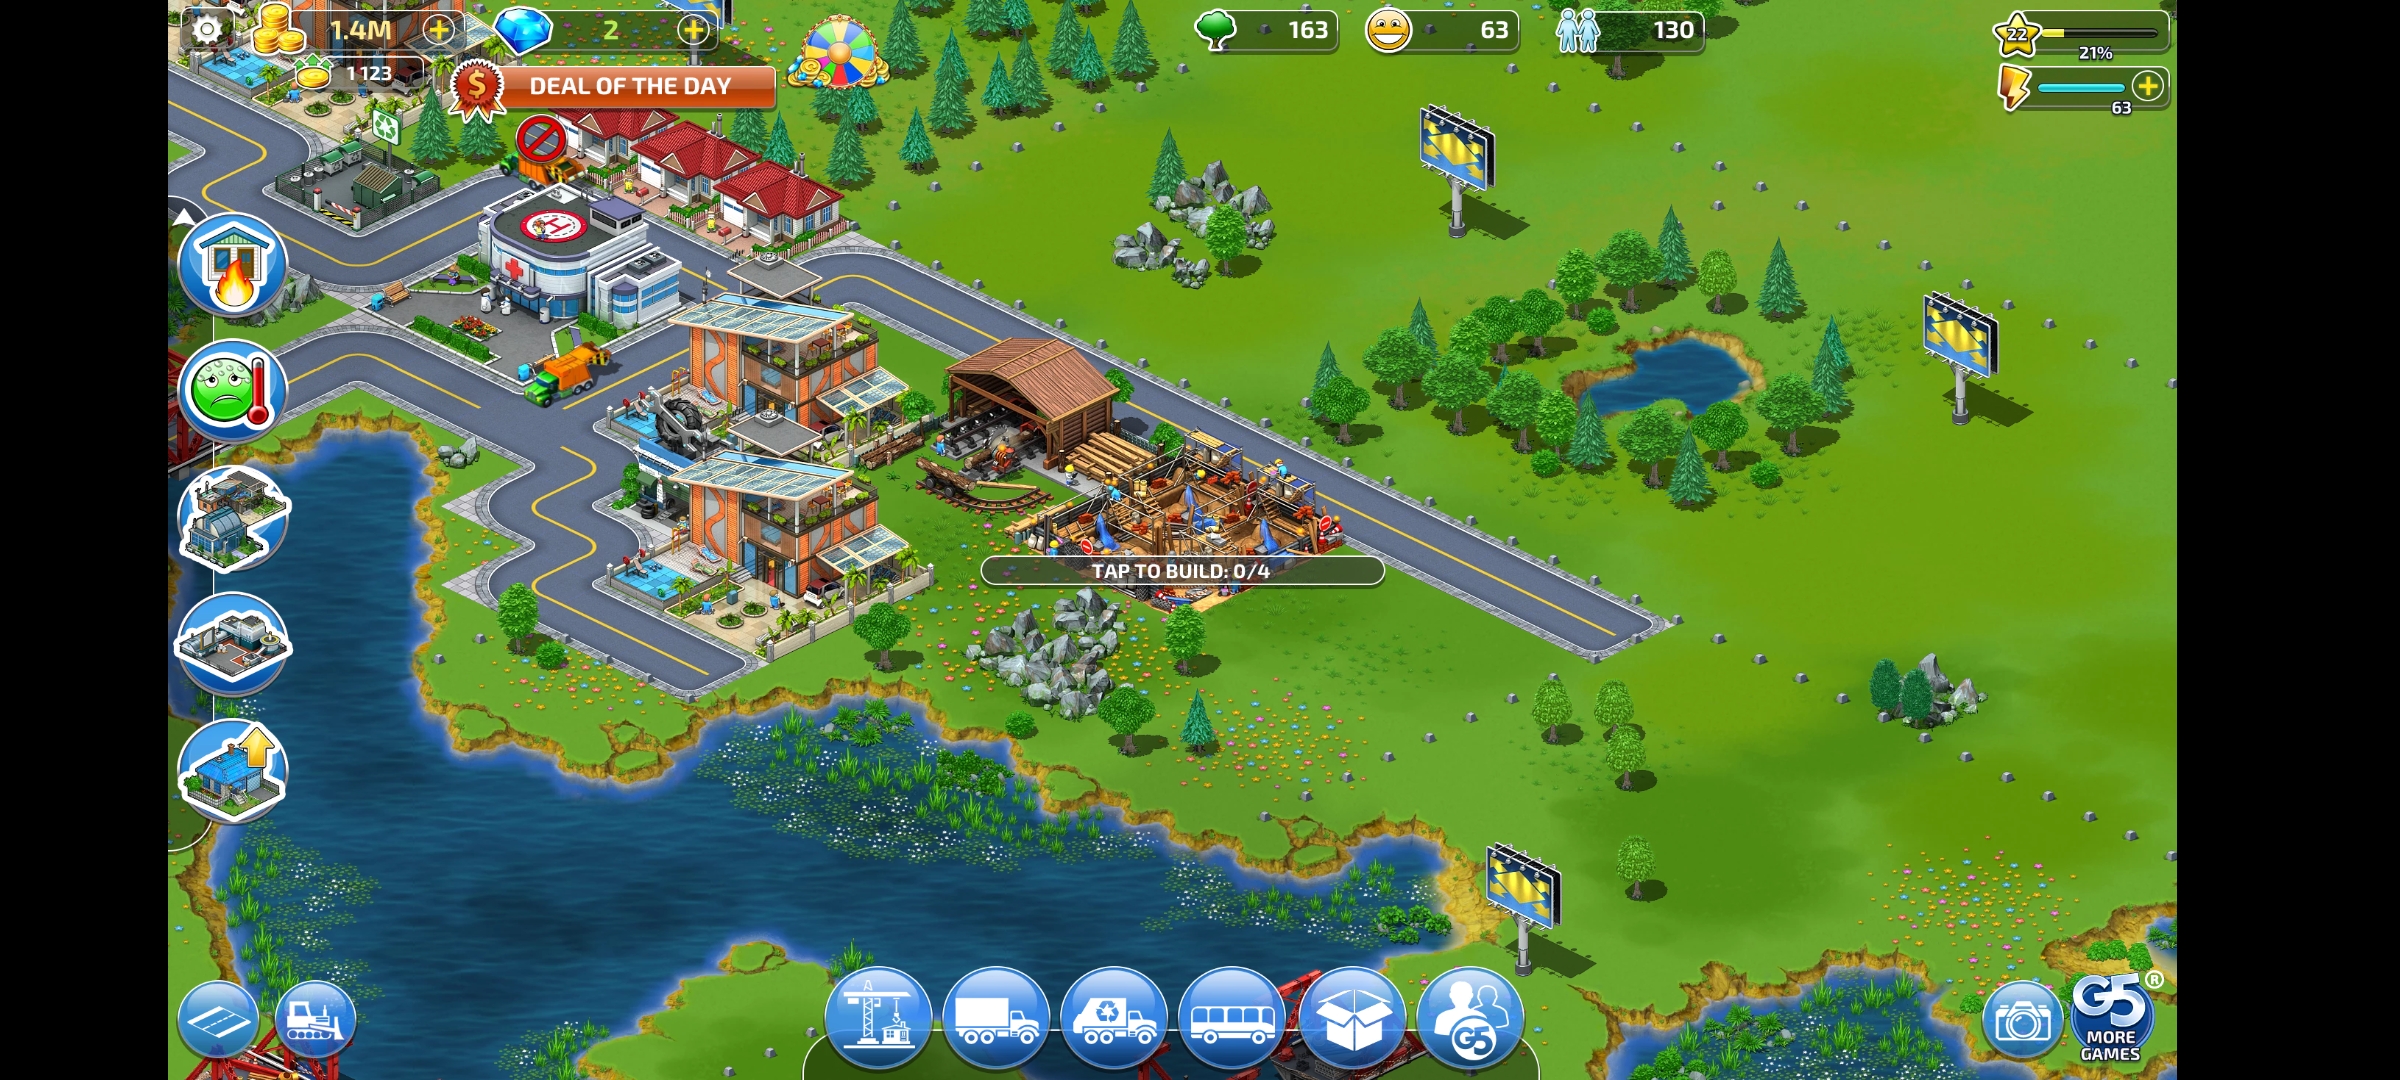 1.4M
2
163
63
130
22
21%
1 123
DEAL OF THE DAY
63
H
TAP TO BUILD: 0/4
G5
G5®
MORE
GAMES